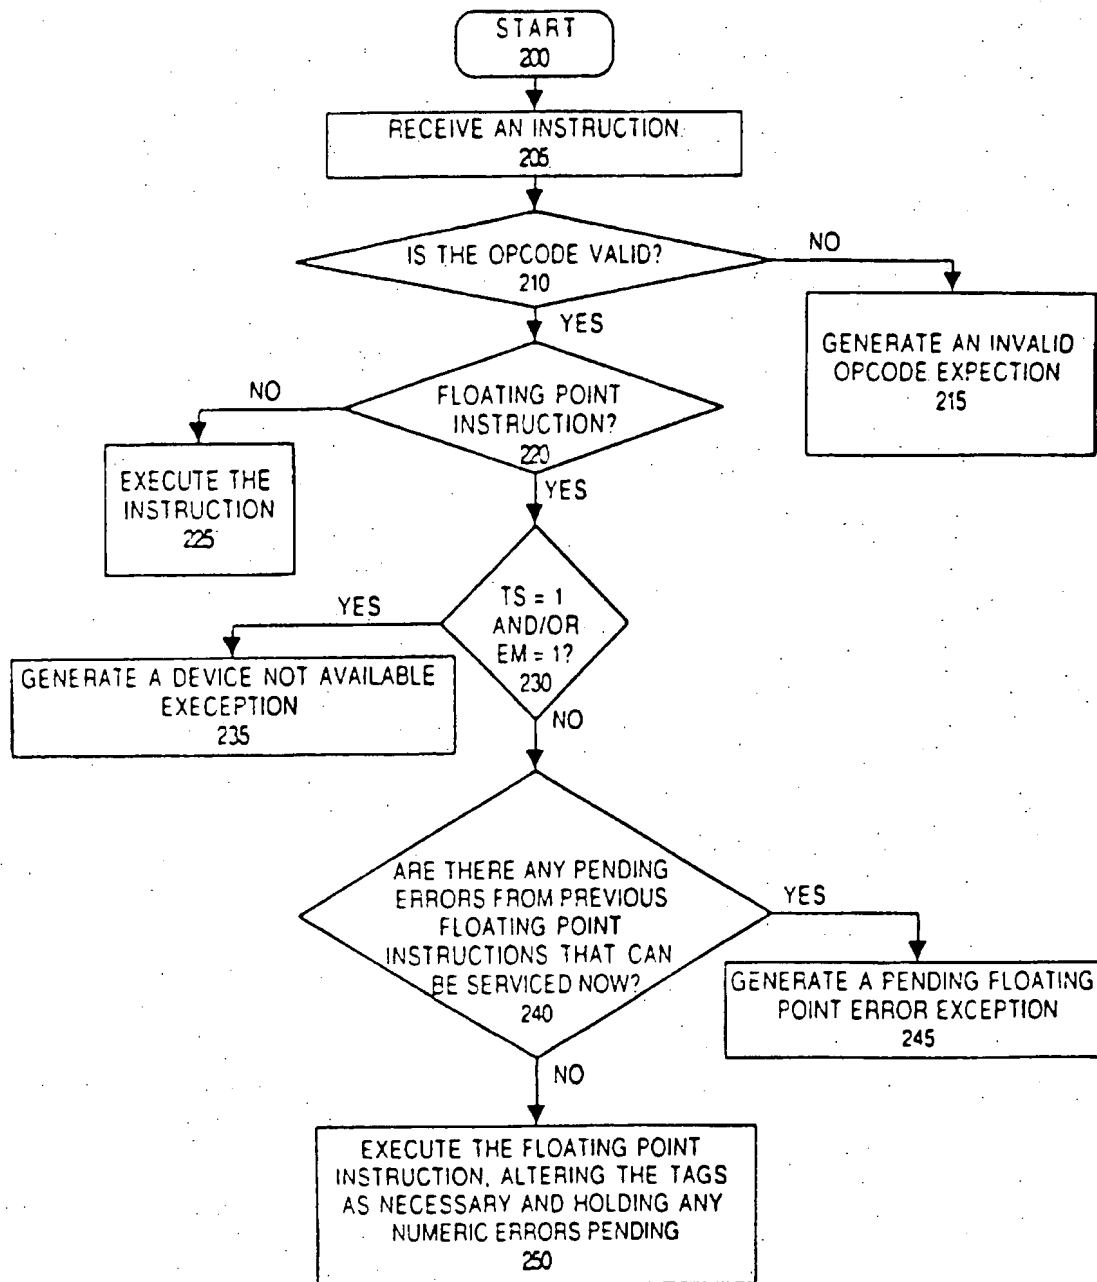 START
200
RECEIVE AN INSTRUCTION
205
IS THE OPCODE VALID?
210
NO
YES
GENERATE AN INVALID
OPCODE EXPECTION
215
NO
FLOATING POINT
INSTRUCTION?
220
YES
EXECUTE THE
INSTRUCTION
225
TS = 1
AND/OR
EM = 1?
230
YES
NO
GENERATE A DEVICE NOT AVAILABLE
EXECEPTION
235
ARE THERE ANY PENDING
ERRORS FROM PREVIOUS
FLOATING POINT
INSTRUCTIONS THAT CAN
BE SERVICED NOW?
240
YES
NO
GENERATE A PENDING FLOATING
POINT ERROR EXCEPTION
245
EXECUTE THE FLOATING POINT
INSTRUCTION, ALTERING THE TAGS
AS NECESSARY AND HOLDING ANY
NUMERIC ERRORS PENDING
250